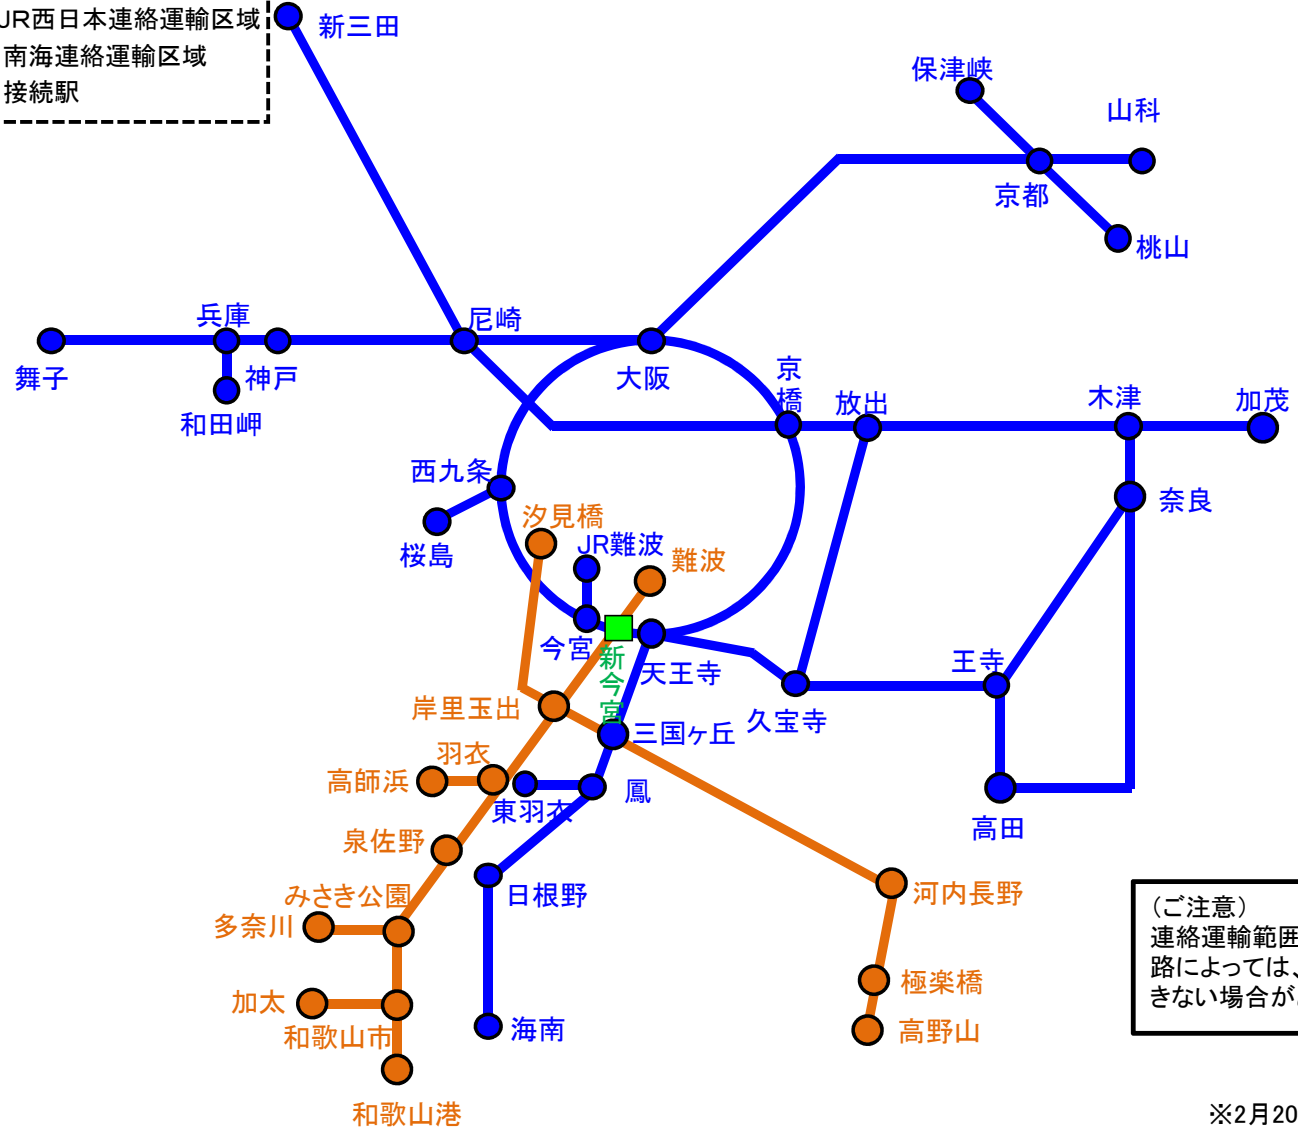 JR西日本連絡運輸区域
南海連絡運輸区域
接続駅
新三田
保津峡
山科
京都
桃山
兵庫
尼崎
舞子
神戸
和田岬
大阪
京橋
放出
木津
加茂
西九条
奈良
桜島
汐見橋
JR難波
難波
今宮
新今宮
天王寺
王寺
岸里玉出
三国ヶ丘
久宝寺
羽衣
高師浜
東羽衣
鳳
高田
泉佐野
みさき公園
日根野
河内長野
多奈川
極楽橋
加太
和歌山市
海南
高野山
和歌山港
（ご注意）
連絡運輸範囲
路によっては、
きない場合が
※2月20